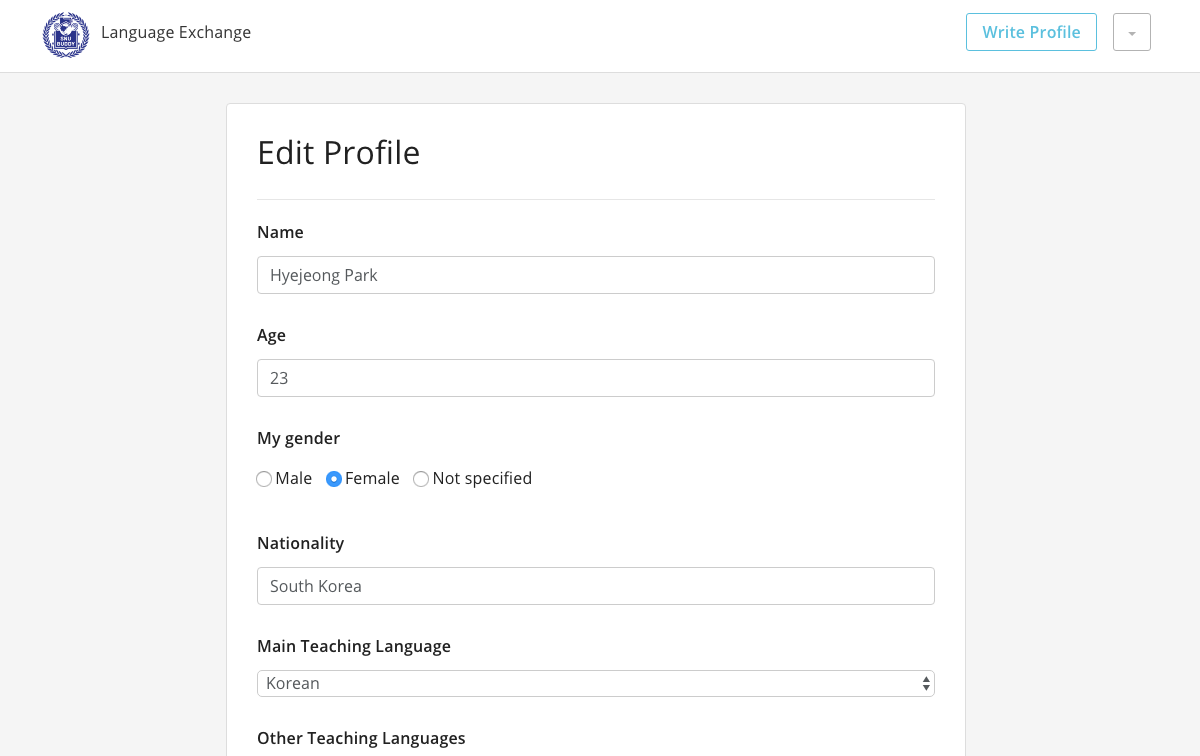 SNU
BUDDY
Language Exchange
Write Profile
Edit Profile
Name
Hyejeong Park
Age
23
My gender
Male Female Not specified
Nationality
South Korea
Main Teaching Language
Korean
Other Teaching Languages